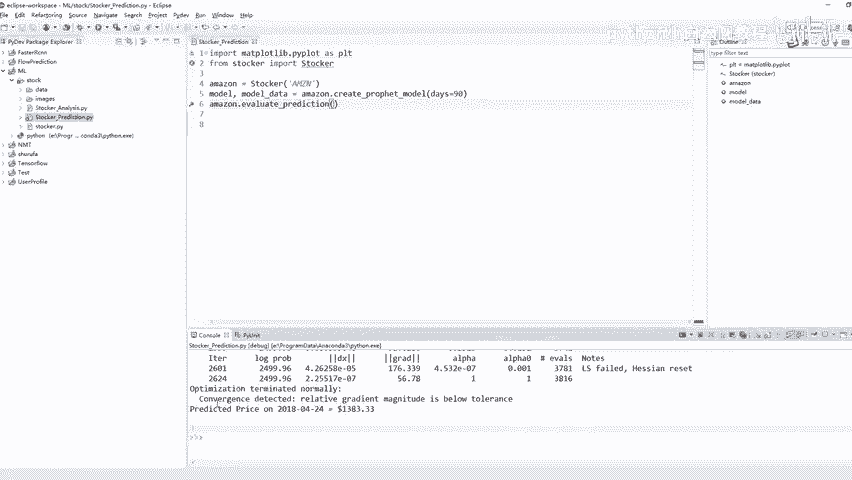 eclipse-workspace - ML/stock/Stocker_Prediction.py - Eclipse
File Edit Refactoring Source Navigate Search Project Pydev Run Window Help
PyDev Package Explorer
FasterRcnn
FlowPrediction
ML
stock
data
images
Stocker_Analysis.py
Stocker_Prediction.py
stocker.py
python (e:\Progr ... conda3\python.exe)
NMT
shurufa
Tensorflow
Test
UserProfile
Stocker_Prediction
1 import matplotlib.pyplot as plt
2 from stocker import Stocker
3
4 amazon = Stocker('AMZN')
5 model, model_data = amazon.create_prophet_model(days=90)
6 amazon.evaluate_prediction()
7
8
Outline
type filter text
plt = matplotlib.pyplot
Stocker (stocker)
amazon
model
model_data
Console PyUnit
Stocker_Prediction.py [debug] [e:\ProgramData\Anaconda3\python.exe]
Iter log prob ||dx|| ||grad|| alpha alpha0 # evals Notes
2601 2499.96 4.26258e-05 176.339 4.532e-07 0.001 3781 LS failed, Hessian reset
2624 2499.96 2.25517e-07 56.78 1 1 3816
Optimization terminated normally:
Convergence detected: relative gradient magnitude is below tolerance
Predicted Price on 2018-04-24 = $1383.33
>>>